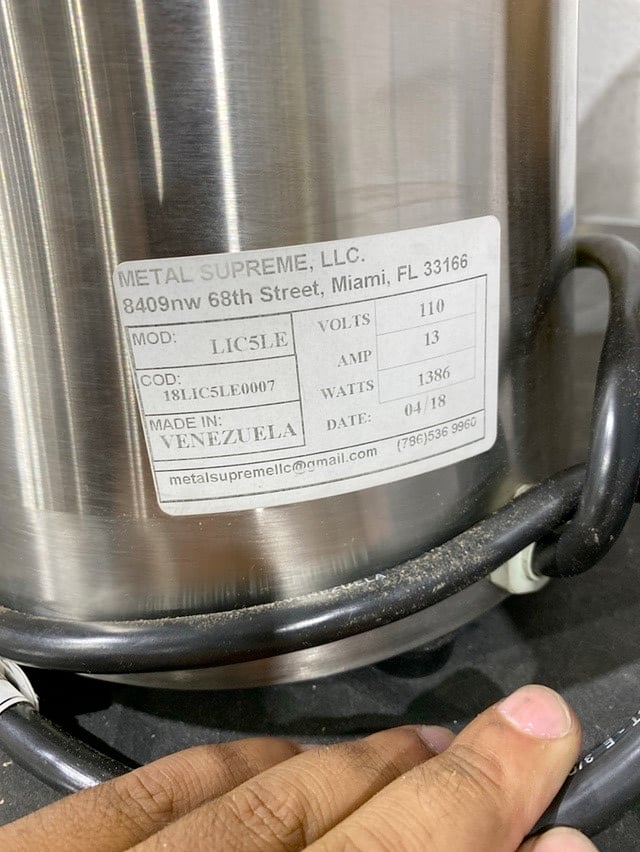 METAL SUPREME, LLC.
8409nw 68th Street, Miami, FL 33166
MOD: LIC5LE
COD: 18LIC5LE0007
MADE IN: VENEZUELA
VOLTS 110
AMP 13
WATTS 1386
DATE: 04/18
metalsupremellc@gmail.com (786)536 9960